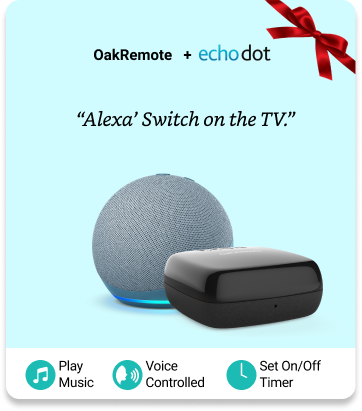 OakRemote + echo dot
“Alexa’ Switch on the TV.”
Play
Music
Voice
Controlled
Set On/Off
Timer